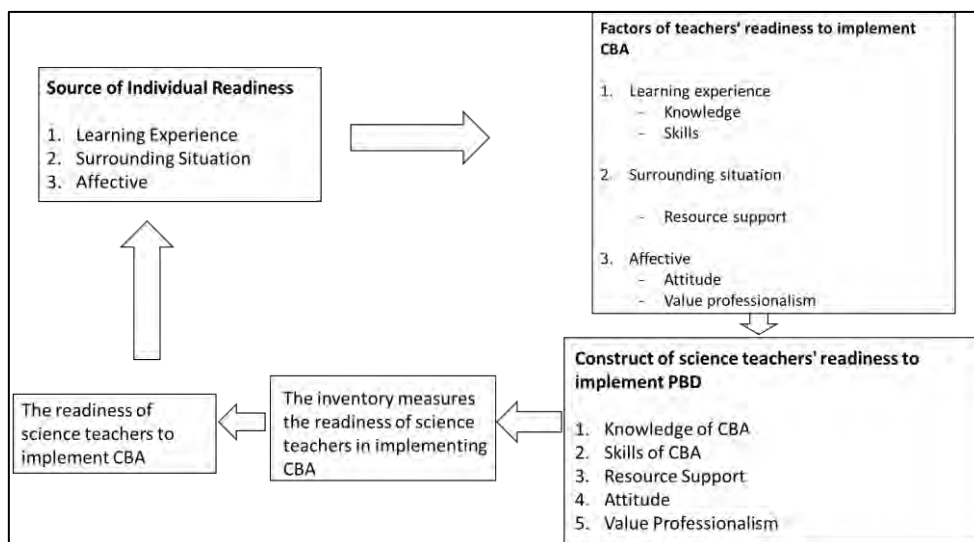 Source of Individual Readiness
1. Learning Experience
2. Surrounding Situation
3. Affective
Factors of teachers' readiness to implement
CBA
1. Learning experience
- Knowledge
- Skills
2. Surrounding situation
- Resource support
3. Affective
- Attitude
- Value professionalism
Construct of science teachers' readiness to
implement PBD
1. Knowledge of CBA
2. Skills of CBA
3. Resource Support
4. Attitude
5. Value Professionalism
The inventory measures
the readiness of science
teachers in implementing
CBA
The readiness of
science teachers to
implement CBA